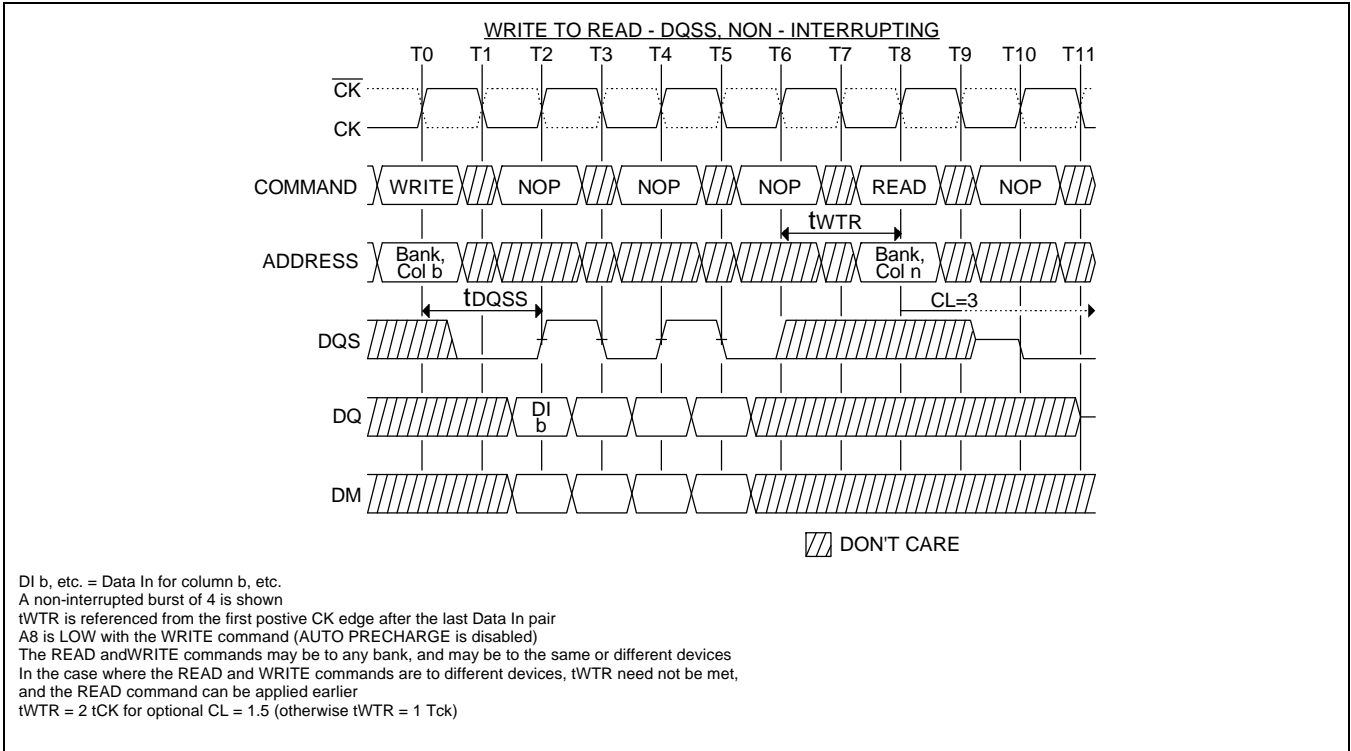 WRITE TO READ - DQSS, NON - INTERRUPTING
T0 T1 T2 T3 T4 T5 T6 T7 T8 T9 T10 T11
CK
CK
COMMAND WRITE NOP NOP NOP READ NOP
tWTR
ADDRESS Bank, Col b Bank, Col n
tDQSS CL=3
DQS
DQ DI b
DM
DON'T CARE
DI b, etc. = Data In for column b, etc.
A non-interrupted burst of 4 is shown
tWTR is referenced from the first postive CK edge after the last Data In pair
A8 is LOW with the WRITE command (AUTO PRECHARGE is disabled)
The READ andWRITE commands may be to any bank, and may be to the same or different devices
In the case where the READ and WRITE commands are to different devices, tWTR need not be met,
and the READ command can be applied earlier
tWTR = 2 tCK for optional CL = 1.5 (otherwise tWTR = 1 Tck)